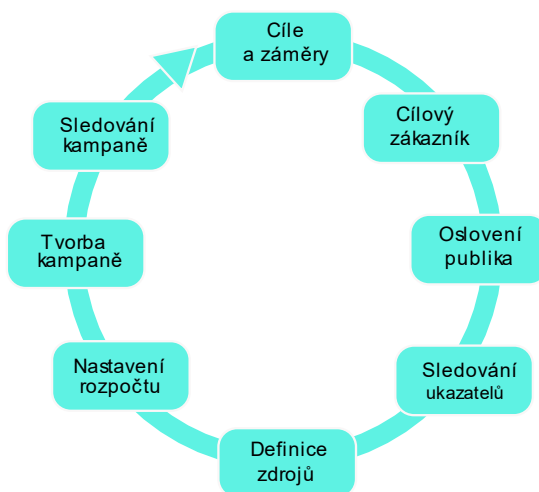 Cíle
a záměry
Cílový
zákazník
Oslovení
publika
Sledování
ukazatelů
Definice
zdrojů
Nastavení
rozpočtu
Tvorba
kampaně
Sledování
kampaně